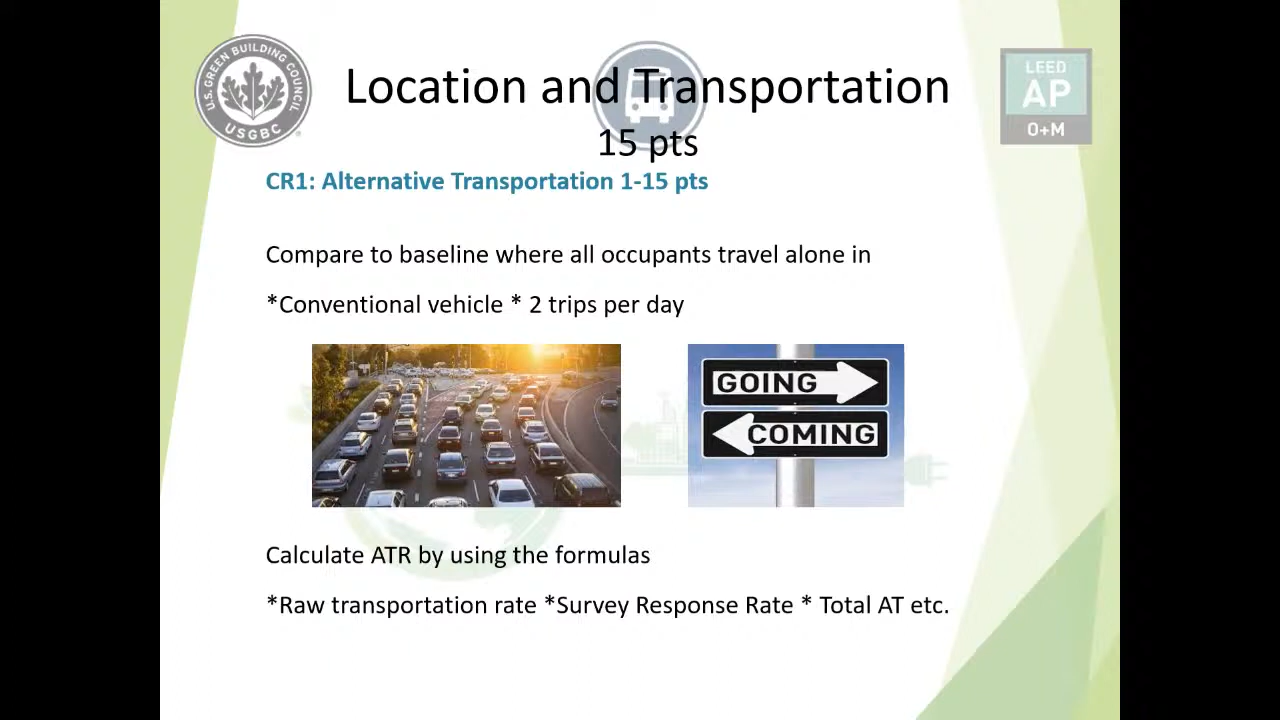 U.S. GREEN BUILDING COUNCIL
USGBC
LEED
AP
O+M
Location and Transportation
15 pts
CR1: Alternative Transportation 1-15 pts
Compare to baseline where all occupants travel alone in
*Conventional vehicle * 2 trips per day
GOING
COMING
Calculate ATR by using the formulas
*Raw transportation rate *Survey Response Rate * Total AT etc.